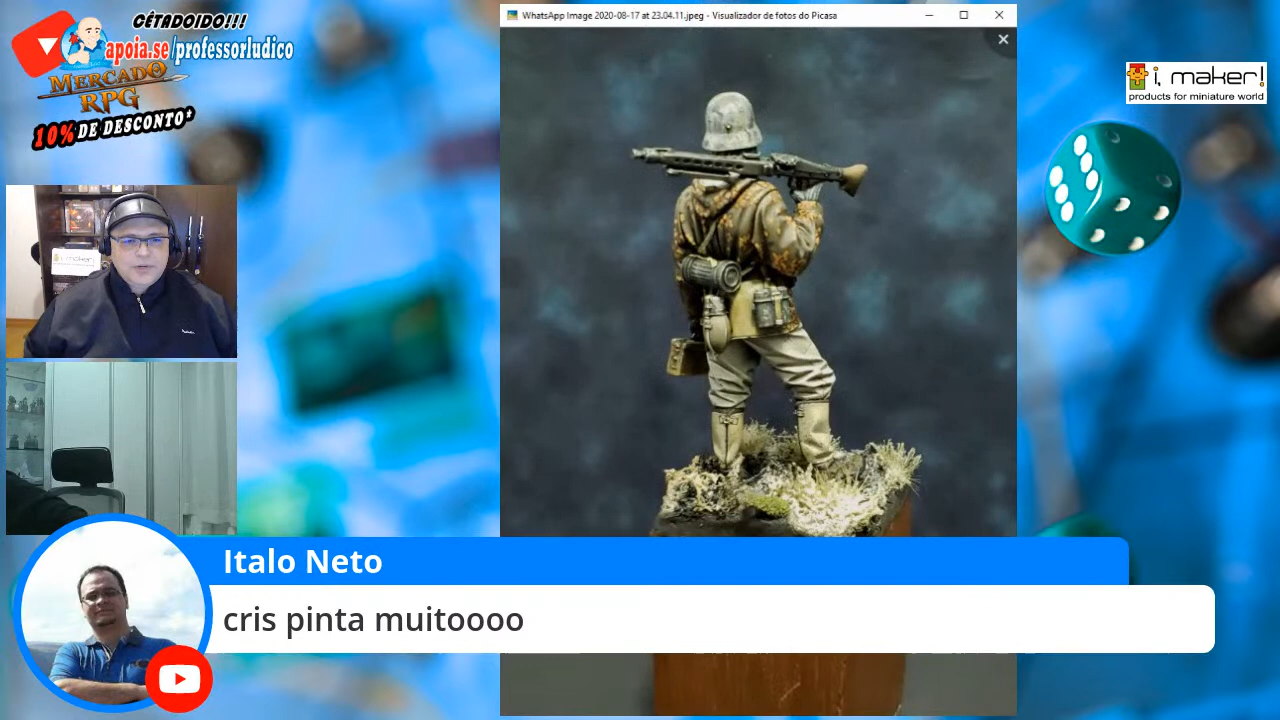 CÊTADOIDO!!!
apoia.se/professorludico
MERCADO
RPG
10% DE DESCONTO*
WhatsApp Image 2020-08-17 at 23.04.11.jpeg - Visualizador de fotos do Picasa
i, maker!
products for miniature world
i, maker!
Italo Neto
cris pinta muitoooo